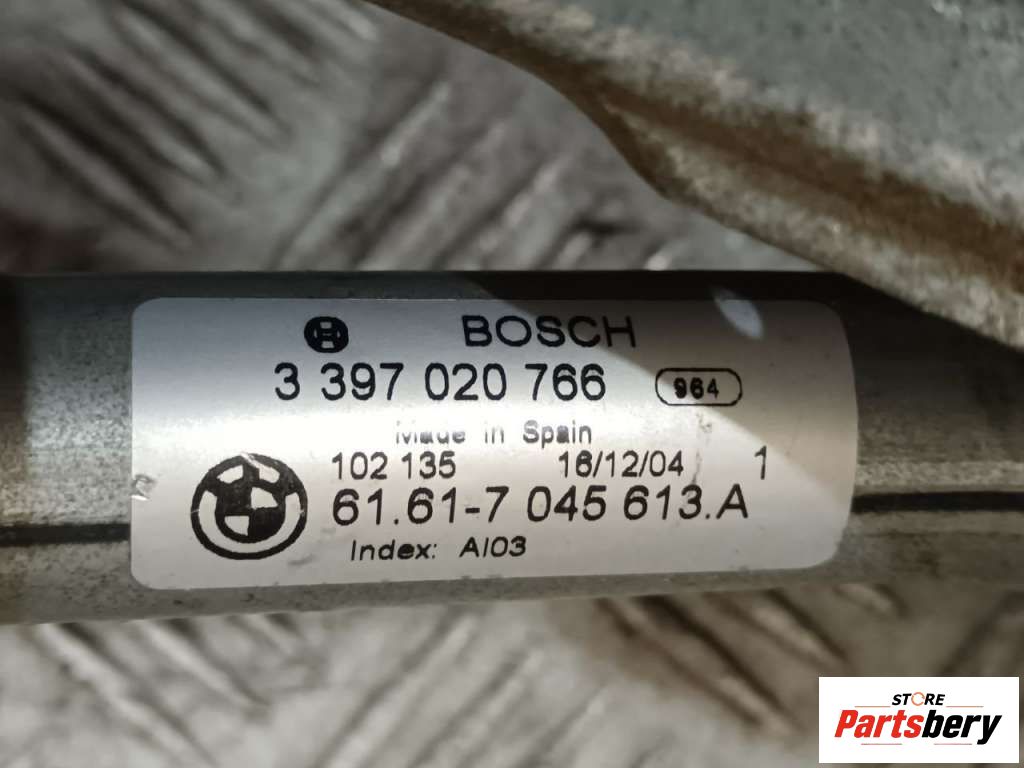 BOSCH
3 397 020 766 964
Made in Spain
102 135 16/12/04 1
61.61-7 045 613.A
Index: AI03
STORE
Partsbery